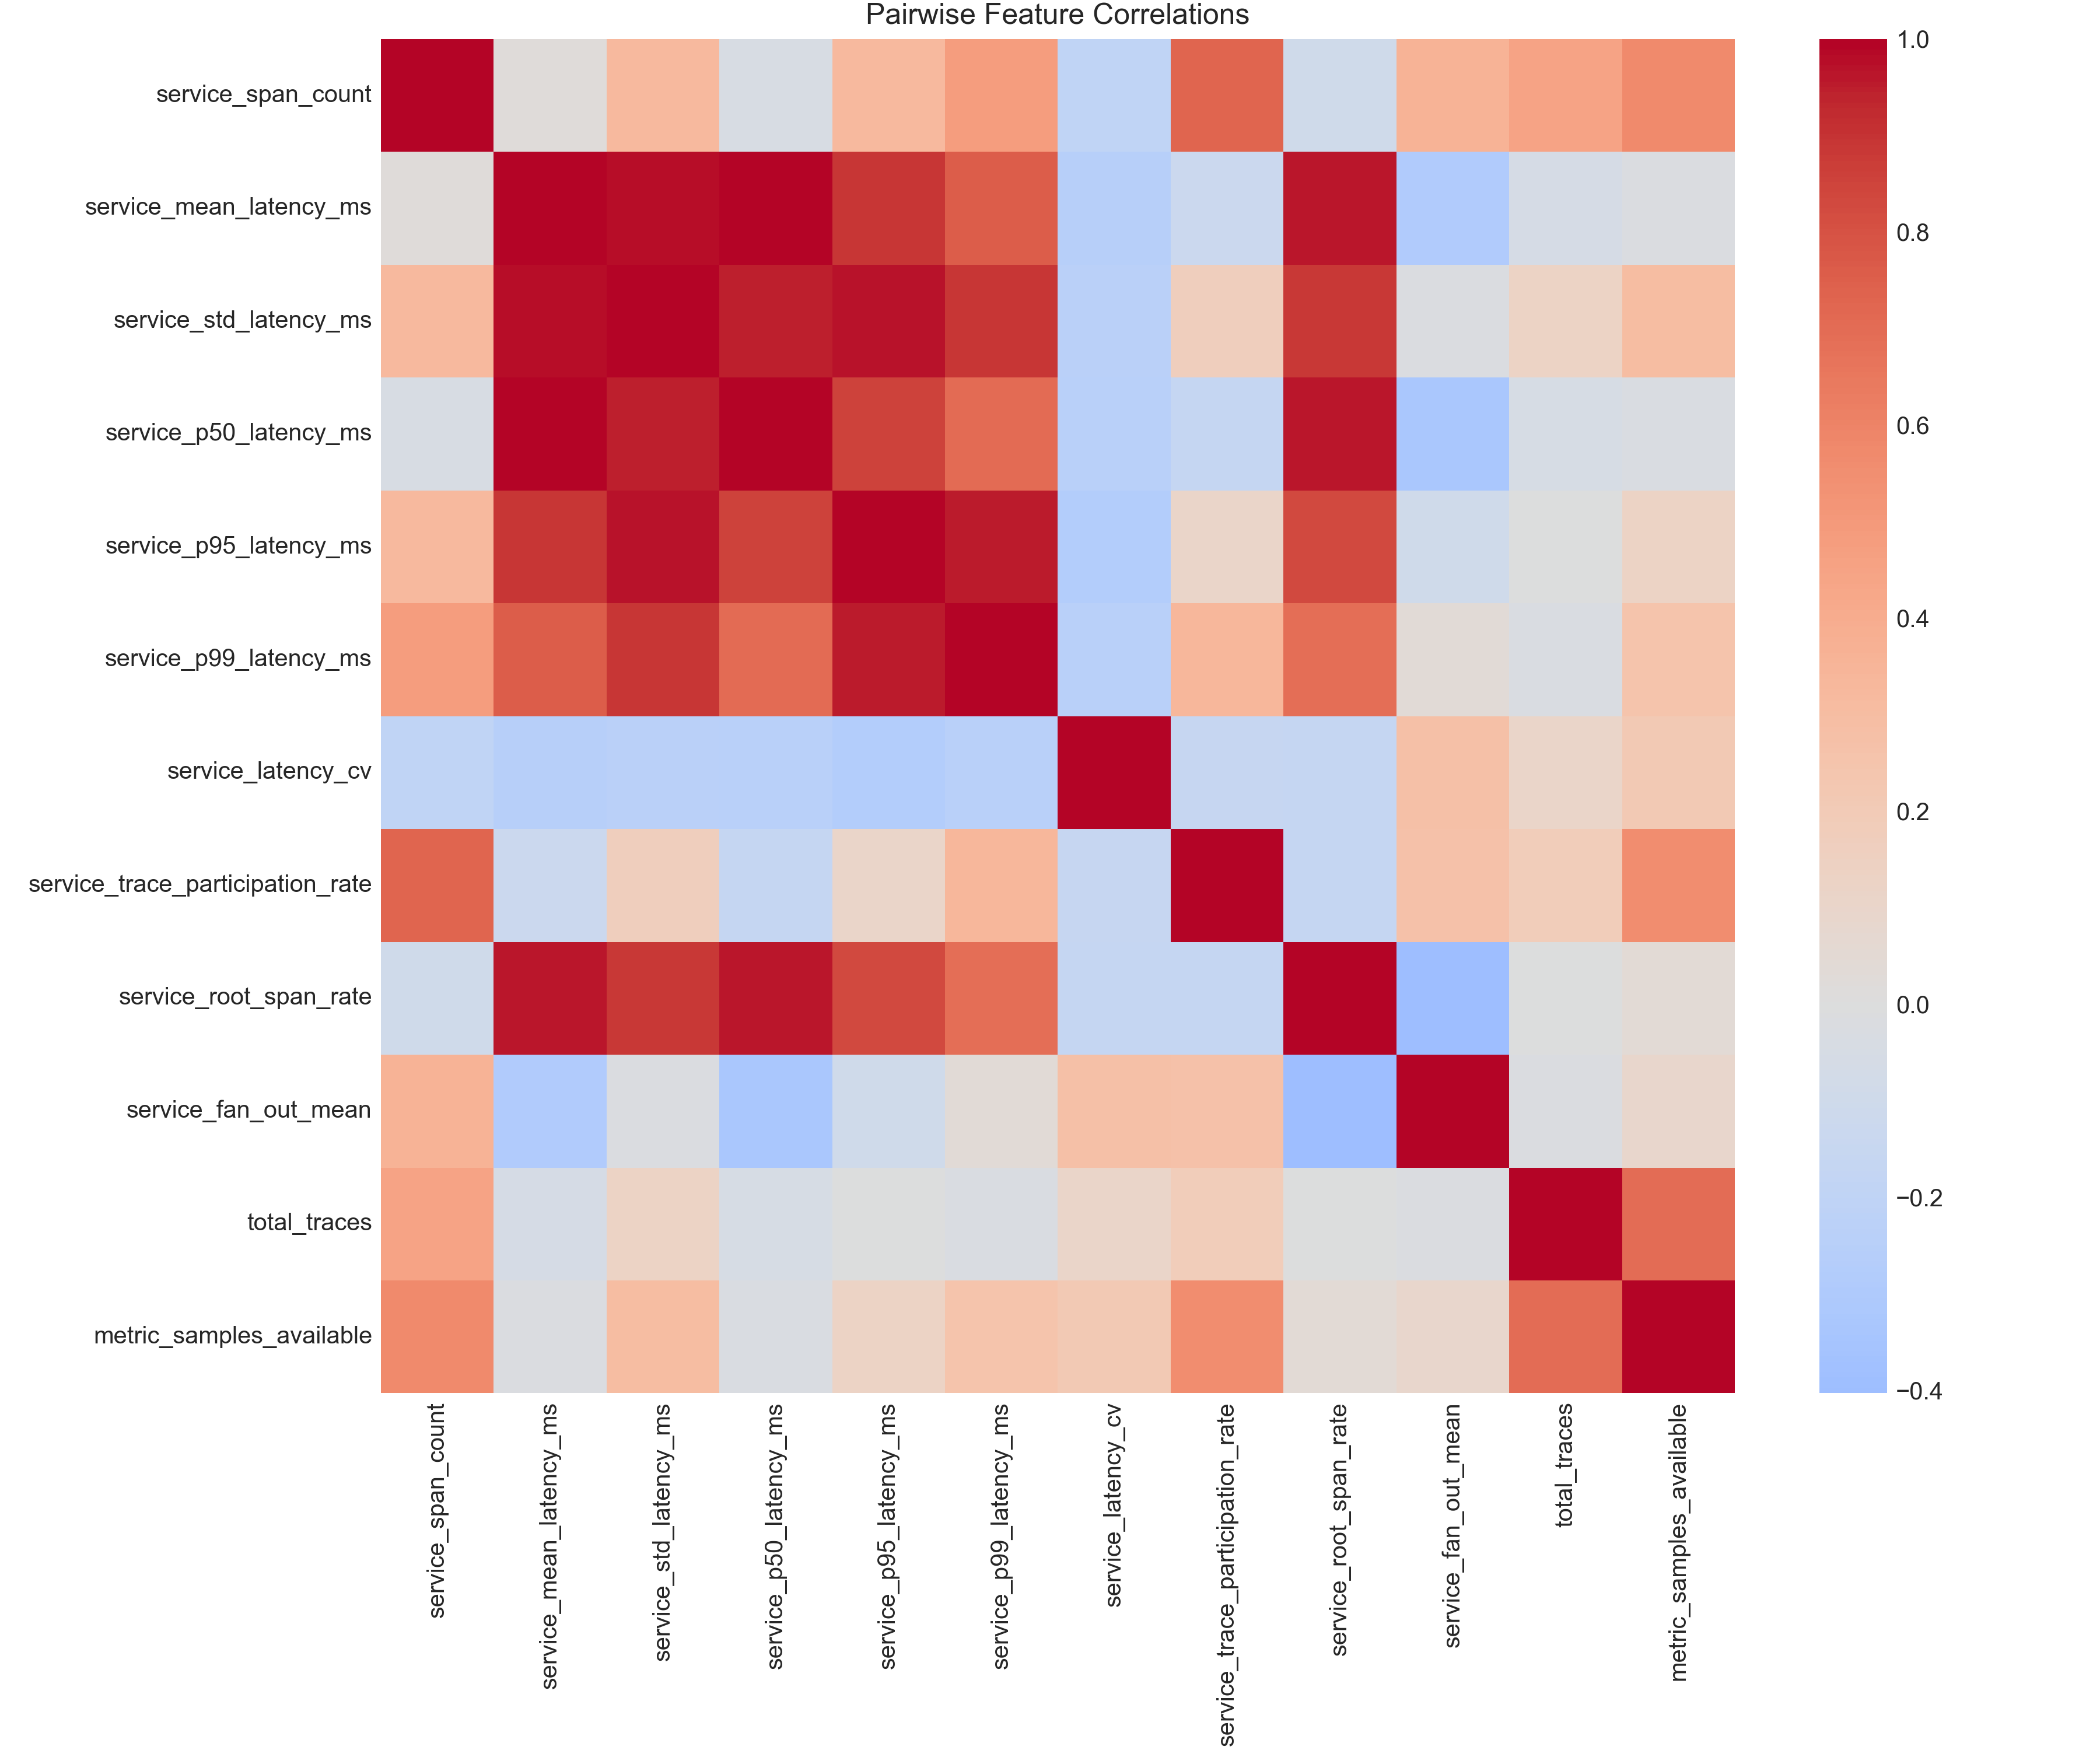 Pairwise Feature Correlations
service_span_count
service_mean_latency_ms
service_std_latency_ms
service_p50_latency_ms
service_p95_latency_ms
service_p99_latency_ms
service_latency_cv
service_trace_participation_rate
service_root_span_rate
service_fan_out_mean
total_traces
metric_samples_available
service_span_count
service_mean_latency_ms
service_std_latency_ms
service_p50_latency_ms
service_p95_latency_ms
service_p99_latency_ms
service_latency_cv
service_trace_participation_rate
service_root_span_rate
service_fan_out_mean
total_traces
metric_samples_available
1.0
0.8
0.6
0.4
0.2
0.0
−0.2
−0.4